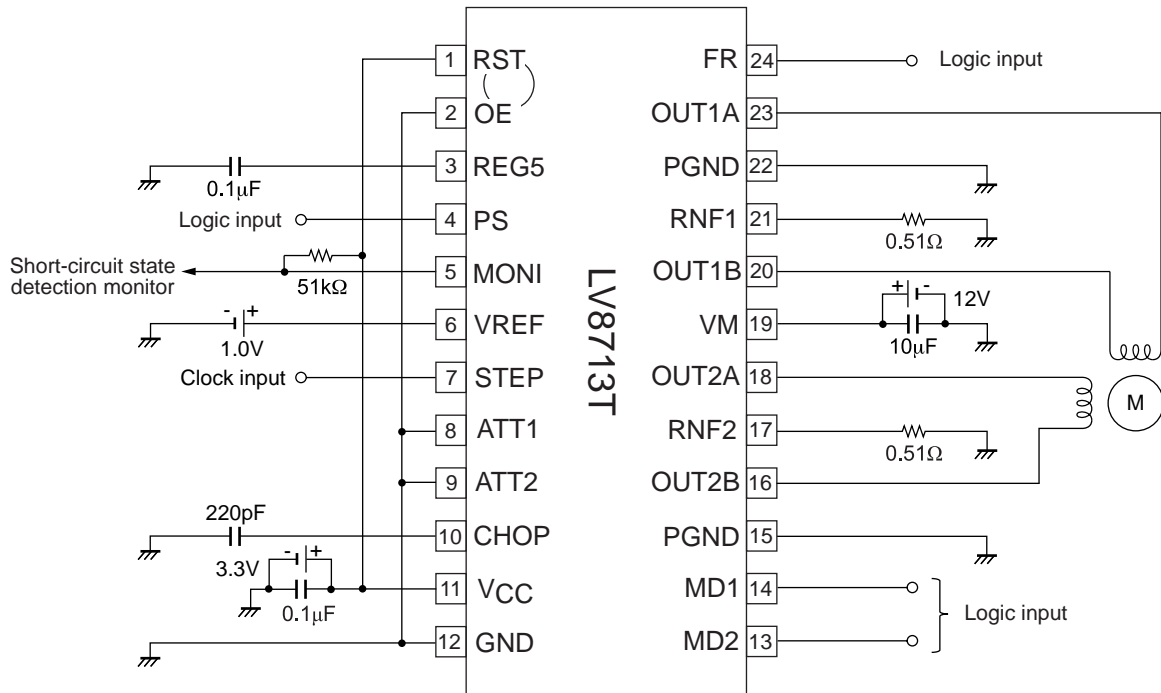 1 RST
2 OE
3 REG5
0.1µF
Logic input
4 PS
Short-circuit state
detection monitor
51kΩ
5 MONI
- +
1.0V
6 VREF
Clock input
7 STEP
8 ATT1
9 ATT2
220pF
10 CHOP
3.3V
- +
0.1µF
11 VCC
12 GND
LV8713T
FR 24
Logic input
OUT1A 23
PGND 22
RNF1 21
0.51Ω
OUT1B 20
+ -
12V
VM 19
10µF
OUT2A 18
M
RNF2 17
0.51Ω
OUT2B 16
PGND 15
MD1 14
Logic input
MD2 13